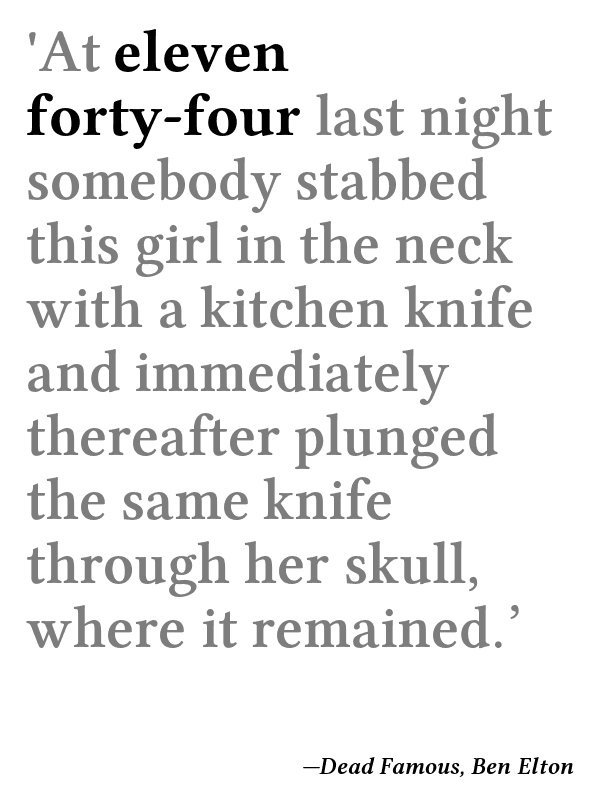 'At eleven
forty-four last night
somebody stabbed
this girl in the neck
with a kitchen knife
and immediately
thereafter plunged
the same knife
through her skull,
where it remained.’
—Dead Famous, Ben Elton